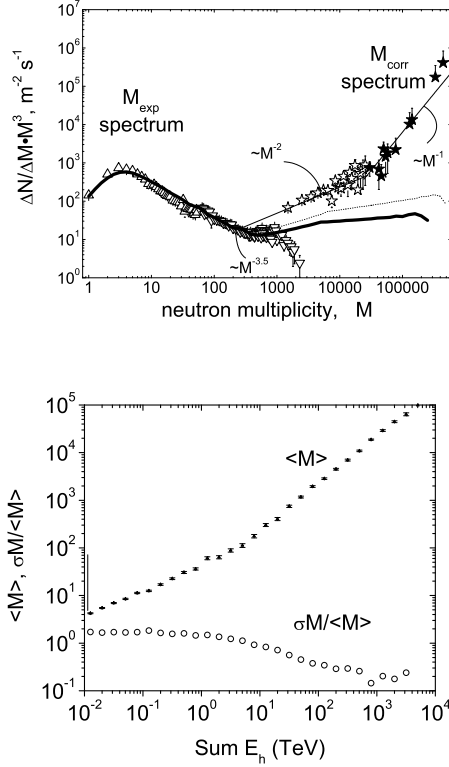 10^7
10^6
10^5
10^4
10^3
10^2
10^1
10^0
ΔN/ΔM•M^3, m^-2 s^-1
M_exp
spectrum
M_corr
spectrum
~M^-2
~M^-1
~M^-3.5
1 10 100 1000 10000 100000
neutron multiplicity, M
10^5
10^4
10^3
10^2
10^1
10^0
10^-1
<M>, σM/<M>
<M>
σM/<M>
10^-2 10^-1 10^0 10^1 10^2 10^3 10^4
Sum E_h (TeV)